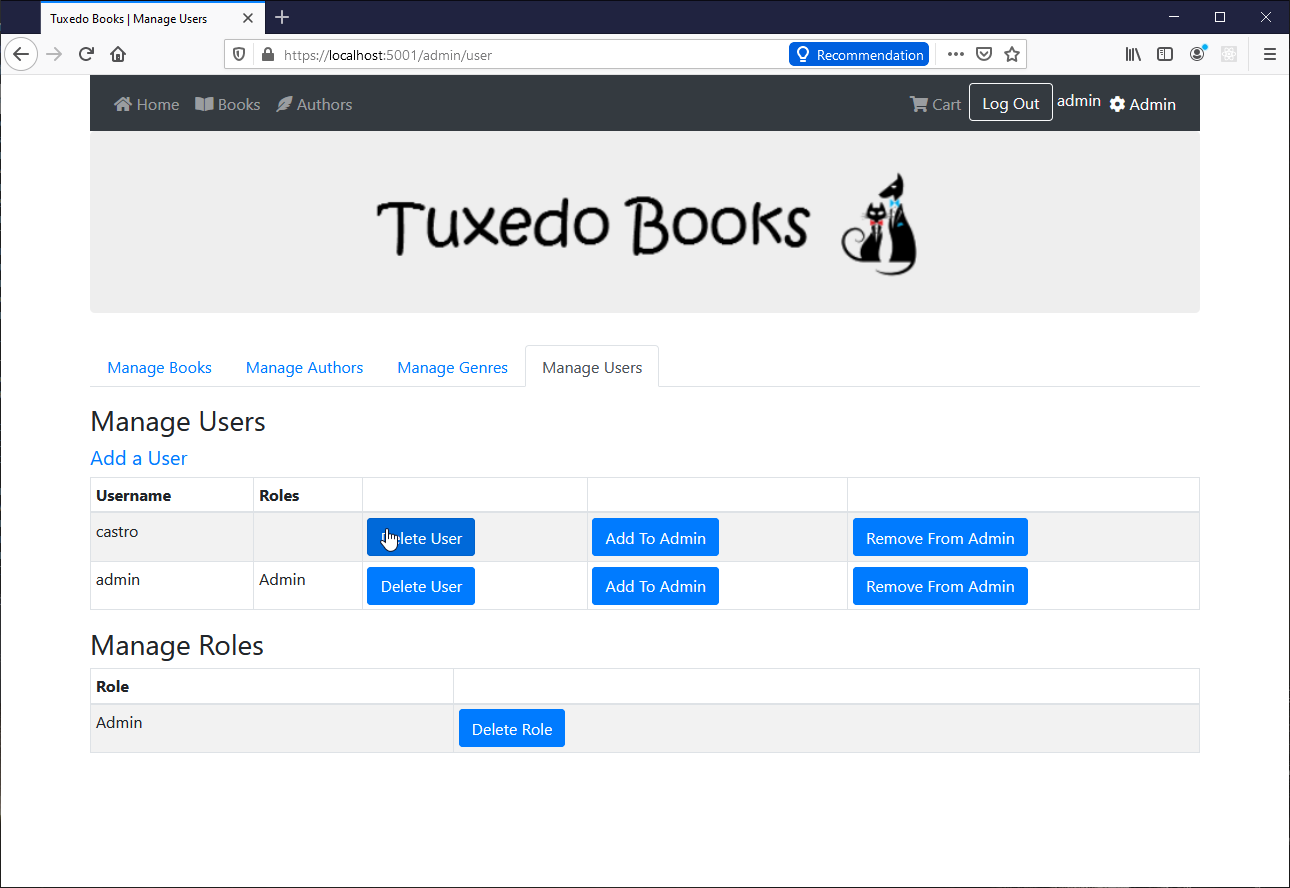 Tuxedo Books | Manage Users
https://localhost:5001/admin/user
Recommendation
Home Books Authors Cart Log Out admin Admin
Tuxedo Books
Manage Books Manage Authors Manage Genres Manage Users
Manage Users
Add a User
Username Roles
castro lete User Add To Admin Remove From Admin
admin Admin Delete User Add To Admin Remove From Admin
Manage Roles
Role
Admin Delete Role